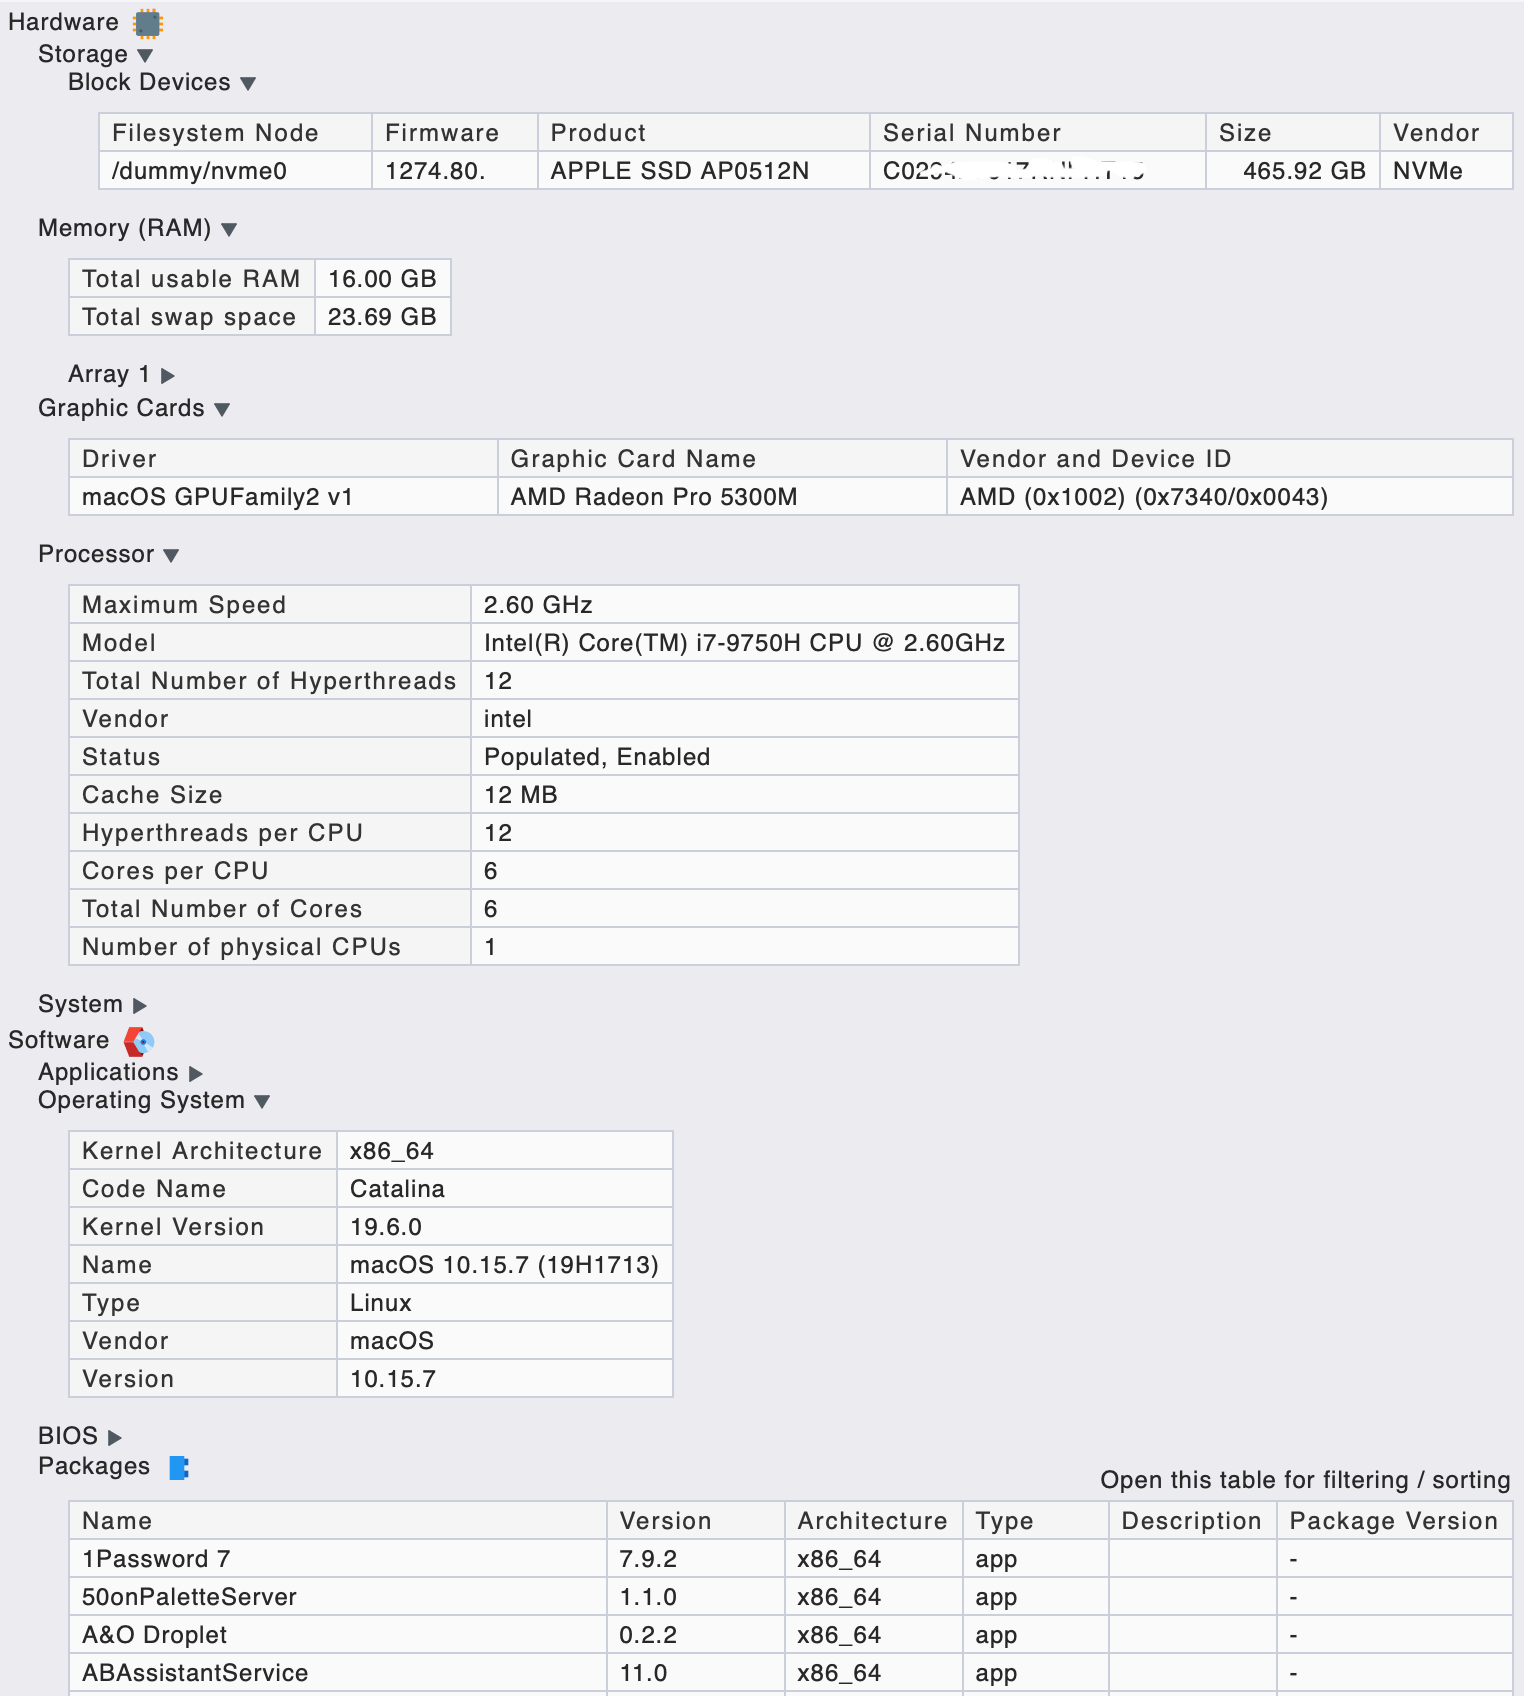 Hardware
Storage
Block Devices
Filesystem Node Firmware Product Serial Number Size Vendor
/dummy/nvme0 1274.80. APPLE SSD AP0512N 465.92 GB NVMe
Memory (RAM)
Total usable RAM 16.00 GB
Total swap space 23.69 GB
Array 1
Graphic Cards
Driver Graphic Card Name Vendor and Device ID
macOS GPUFamily2 v1 AMD Radeon Pro 5300M AMD (0x1002) (0x7340/0x0043)
Processor
Maximum Speed 2.60 GHz
Model Intel(R) Core(TM) i7-9750H CPU @ 2.60GHz
Total Number of Hyperthreads 12
Vendor intel
Status Populated, Enabled
Cache Size 12 MB
Hyperthreads per CPU 12
Cores per CPU 6
Total Number of Cores 6
Number of physical CPUs 1
System
Software
Applications
Operating System
Kernel Architecture x86_64
Code Name Catalina
Kernel Version 19.6.0
Name macOS 10.15.7 (19H1713)
Type Linux
Vendor macOS
Version 10.15.7
BIOS
Packages
Open this table for filtering / sorting
Name Version Architecture Type Description Package Version
1Password 7 7.9.2 x86_64 app -
50onPaletteServer 1.1.0 x86_64 app -
A&O Droplet 0.2.2 x86_64 app -
ABAssistantService 11.0 x86_64 app -